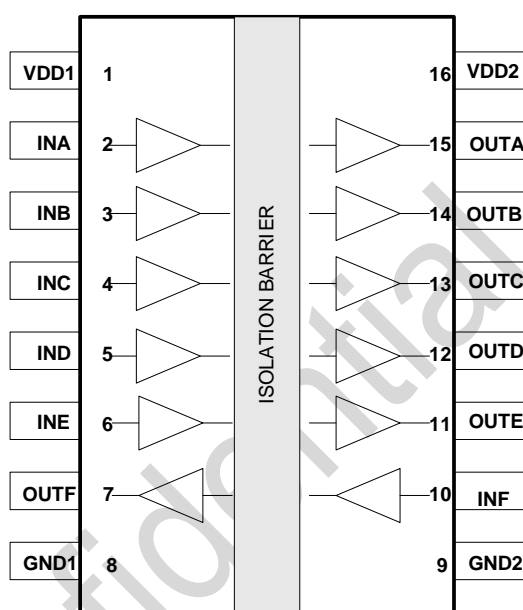 VDD1 1 16 VDD2
INA 2 15 OUTA
INB 3 14 OUTB
INC 4 13 OUTC
IND 5 12 OUTD
INE 6 11 OUTE
OUTF 7 10 INF
GND1 8 9 GND2
ISOLATION BARRIER
fidential